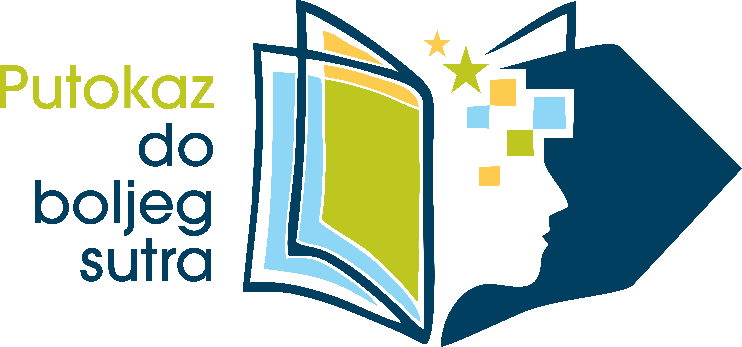 Putokaz
do
boljeg
sutra